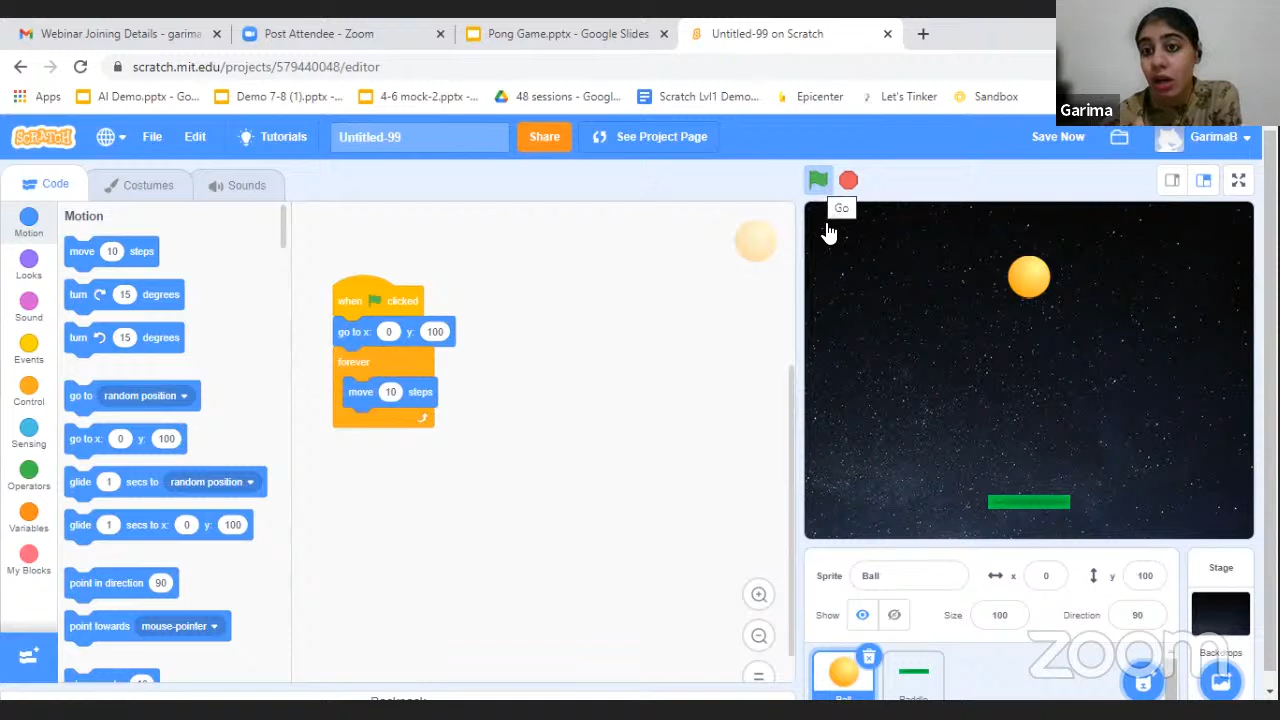 Webinar Joining Details - garima
Post Attendee - Zoom
Pong Game.pptx - Google Slides
Untitled-99 on Scratch
scratch.mit.edu/projects/579440048/editor
Apps
AI Demo.pptx - Go...
Demo 7-8 (1).pptx -...
4-6 mock-2.pptx -...
48 sessions - Googl...
Scratch Lvl1 Demo...
Epicenter
Let's Tinker
Sandbox
Garima
SCRATCH
File
Edit
Tutorials
Untitled-99
Share
See Project Page
Save Now
GarimaB
Code
Costumes
Sounds
Go
Motion
Looks
Sound
Events
Control
Sensing
Operators
Variables
My Blocks
Motion
move 10 steps
turn 15 degrees
turn 15 degrees
go to random position
go to x: 0 y: 100
glide 1 secs to random position
glide 1 secs to x: 0 y: 100
point in direction 90
point towards mouse-pointer
when clicked
go to x: 0 y: 100
forever
move 10 steps
Sprite Ball x 0 y 100
Show Size 100 Direction 90
Stage
Backdrops
Ball
Paddle
Backpack
zoom